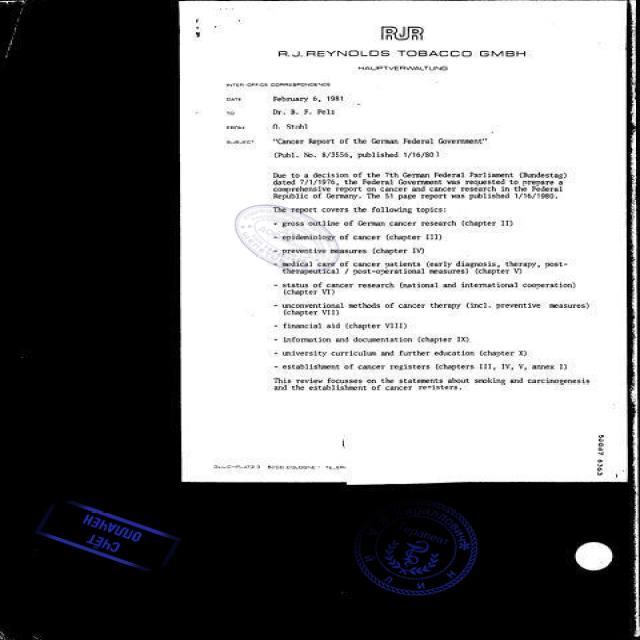 RJR
R.J. REYNOLDS TOBACCO GMBH
HAUPTVERWALTUNG
INTER-OFFICE CORRESPONDENCE
DATE February 6, 1981
TO Dr. B. F. Pelz
FROM O. Stuhl
SUBJECT "Cancer Report of the German Federal Government"
(Publ. No. 8/3556, published 1/16/80)
Due to a decision of the 7th German Federal Parliament (Bundestag)
dated 7/1/1976, the Federal Government was requested to prepare a
comprehensive report on cancer and cancer research in the Federal
Republic of Germany. The 51 page report was published 1/16/1980.
The report covers the following topics:
- gross outline of German cancer research (chapter II)
- epidemiology of cancer (chapter III)
- preventive measures (chapter IV)
- medical care of cancer patients (early diagnosis, therapy, post-
therapeutical / post-operational measures) (chapter V)
- status of cancer research (national and international cooperation)
(chapter VI)
- unconventional methods of cancer therapy (incl. preventive measures)
(chapter VII)
- financial aid (chapter VIII)
- information and documentation (chapter IX)
- university curriculum and further education (chapter X)
- establishment of cancer registers (chapters III, IV, V, annex I)
This review focusses on the statements about smoking and carcinogenesis
and the establishment of cancer registers.
50087 6363
СЧЕТ
ОПЛАЧЕН